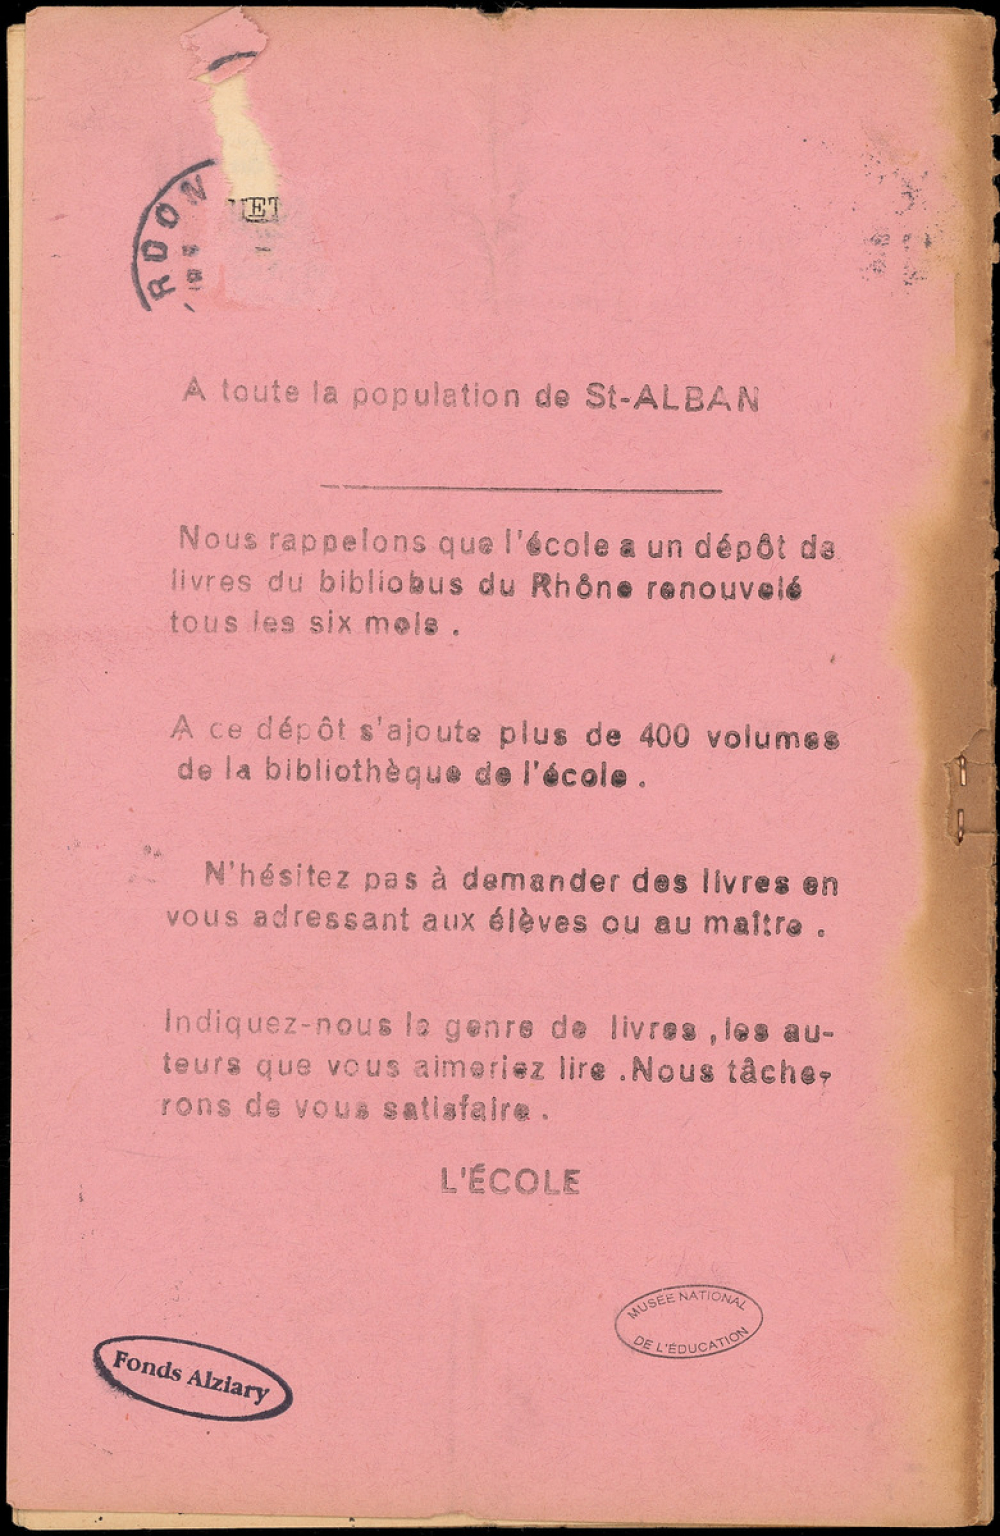 RDON
ET
A toute la population de St-ALBAN
Nous rappelons que l'école a un dépôt de
livres du bibliobus du Rhône renouvelé
tous les six mois .
A ce dépôt s'ajoute plus de 400 volumes
de la bibliothèque de l'école .
N'hésitez pas à demander des livres en
vous adressant aux élèves ou au maître .
Indiquez-nous le genre de livres , les au-
teurs que vous aimeriez lire . Nous tâche-
rons de vous satisfaire .
L'ÉCOLE
MUSÉE NATIONAL
DE L'ÉDUCATION
Fonds Alziary